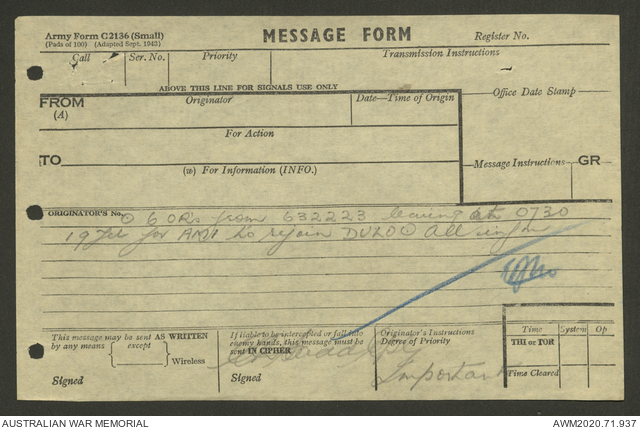 Army Form C2136 (Small)
(Pads of 100) (Adapted Sept. 1942)
MESSAGE FORM
Register No.
Call Ser. No. Priority Transmission Instructions
ABOVE THIS LINE FOR SIGNALS USE ONLY
FROM Originator Date—Time of Origin Office Date Stamp
(A)
For Action
TO (w) For Information (INFO.) Message Instructions GR
ORIGINATOR'S No.
6 ORs from 632223 leaving at 0730
19 for to rejoin All
This message may be sent AS WRITTEN
by any means except
Wireless
Signed
If liable to be intercepted or fall into
enemy hands, this message must be
sent IN CIPHER
Signed
Originator's Instructions
Degree of Priority
Important
Time System Op
THI or TOR
Time Cleared
AUSTRALIAN WAR MEMORIAL
AWM2020.71.937